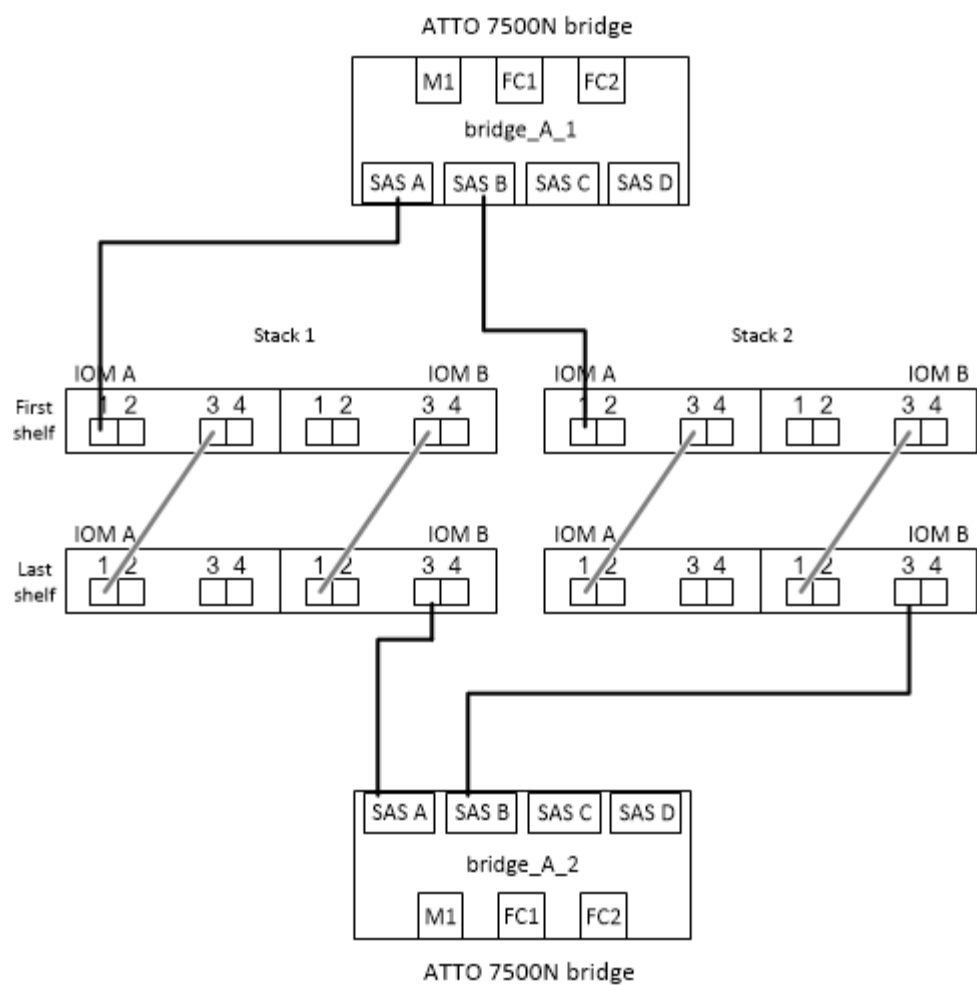 ATTO 7500N bridge
M1 FC1 FC2
bridge_A_1
SAS A SAS B SAS C SAS D
Stack 1 Stack 2
IOM A IOM B IOM A IOM B
First shelf
1 2 3 4 1 2 3 4 1 2 3 4 1 2 3 4
IOM A IOM B IOM A IOM B
Last shelf
1 2 3 4 1 2 3 4 1 2 3 4 1 2 3 4
SAS A SAS B SAS C SAS D
bridge_A_2
M1 FC1 FC2
ATTO 7500N bridge